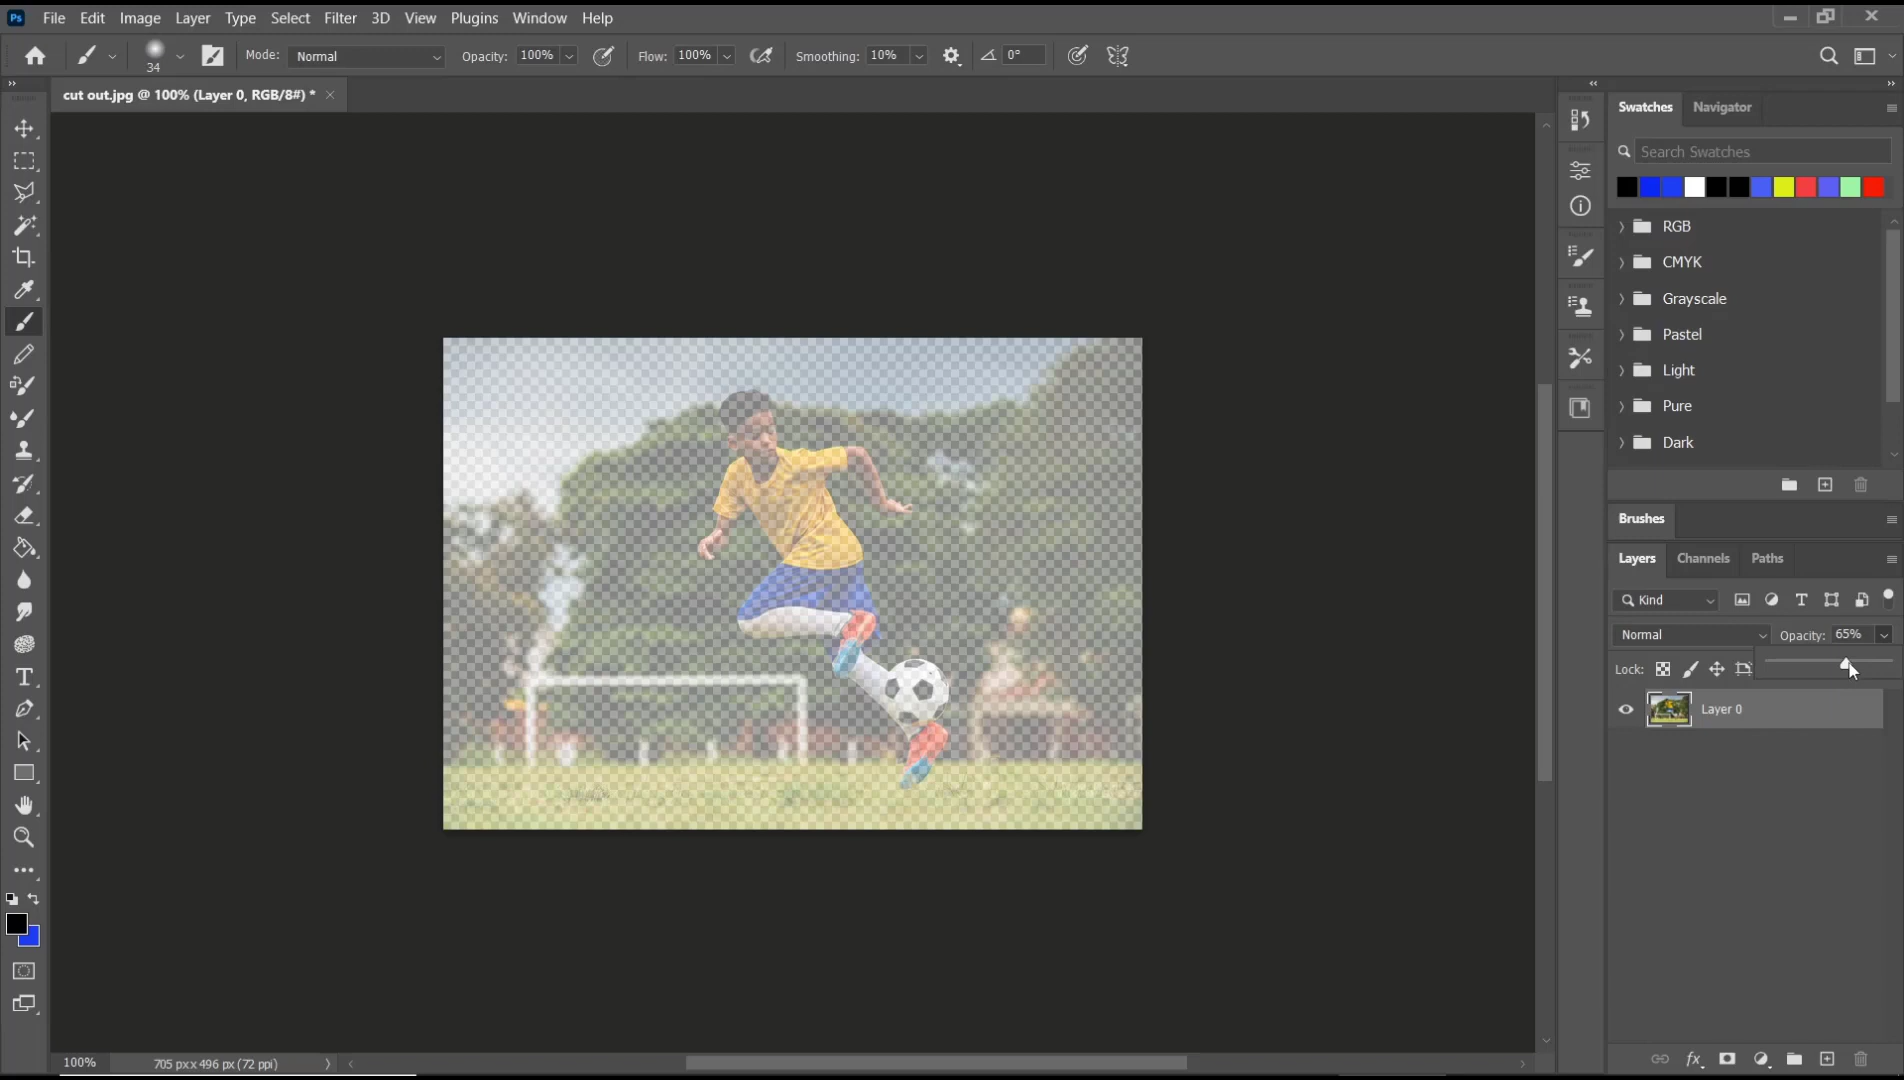 Ps File Edit Image Layer Type Select Filter 3D View Plugins Window Help
34 Mode: Normal Opacity: 100% Flow: 100% Smoothing: 10% 0°
cut out.jpg @ 100% (Layer 0, RGB/8#) *
Swatches Navigator
Search Swatches
RGB
CMYK
Grayscale
Pastel
Light
Pure
Dark
Brushes
Layers Channels Paths
Kind
Normal Opacity: 65%
Lock:
Layer 0
fx
100% 705 px x 496 px (72 ppi)